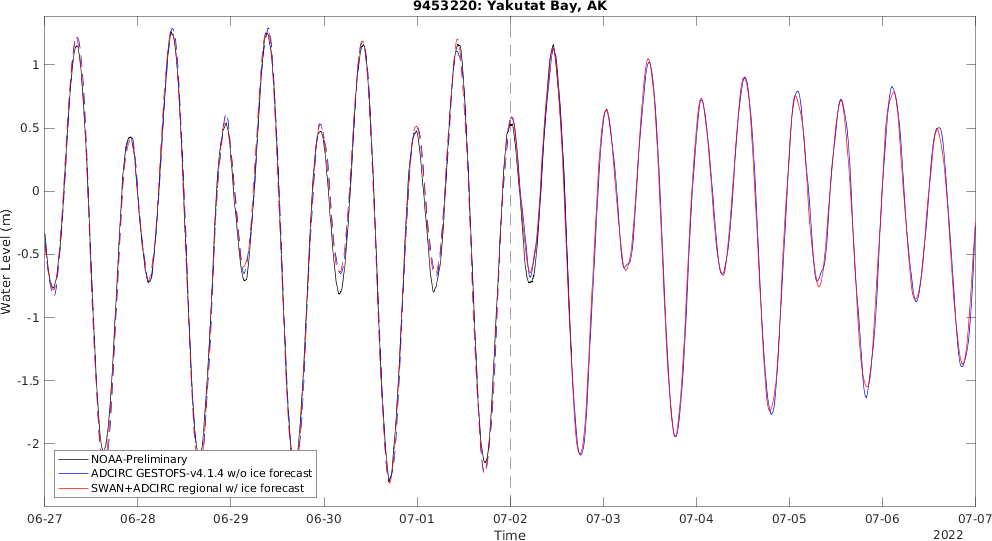 9453220: Yakutat Bay, AK
1
0.5
0
-0.5
-1
-1.5
-2
Water Level (m)
NOAA-Preliminary
ADCIRC GESTOFS-v4.1.4 w/o ice forecast
SWAN+ADCIRC regional w/ ice forecast
06-27 06-28 06-29 06-30 07-01 07-02 07-03 07-04 07-05 07-06 07-07
Time
2022